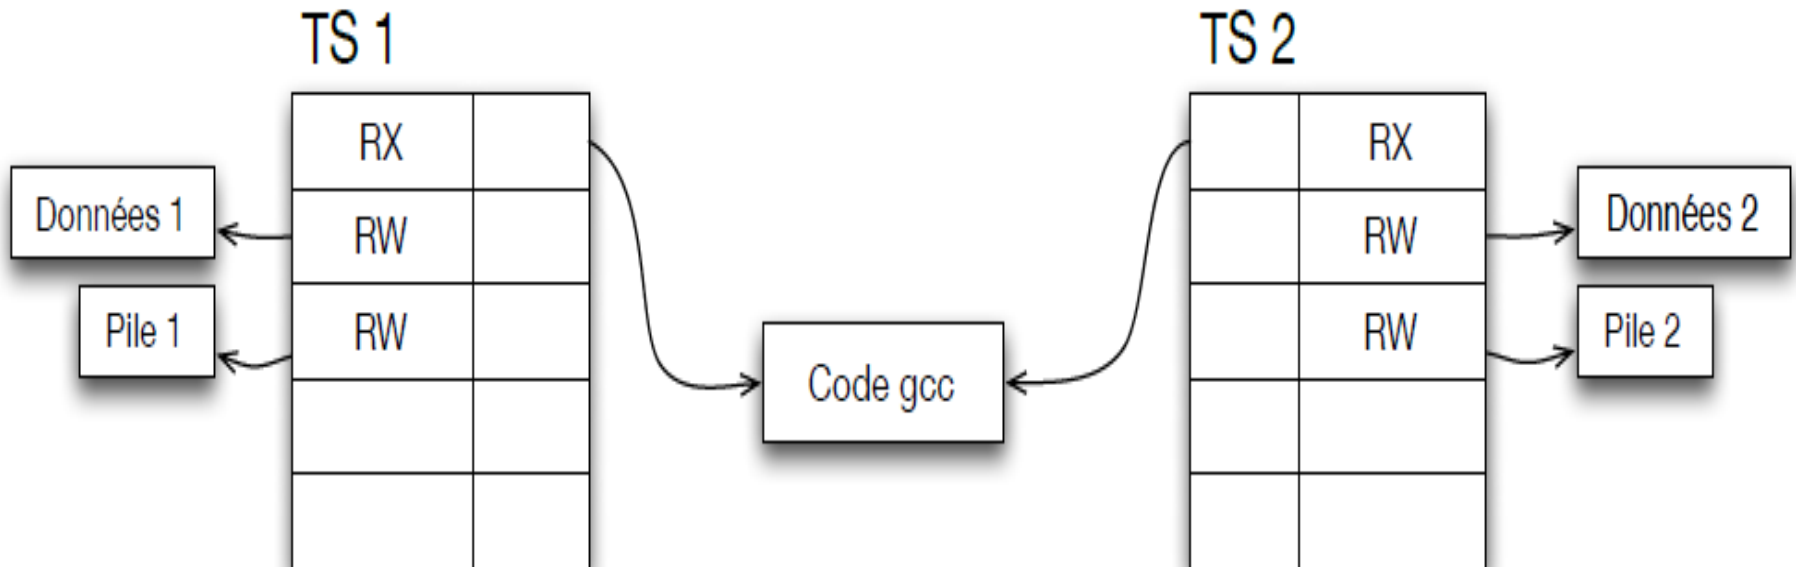 TS 1
TS 2
RX
RX
Données 1
RW
RW
Données 2
Pile 1
RW
RW
Pile 2
Code gcc